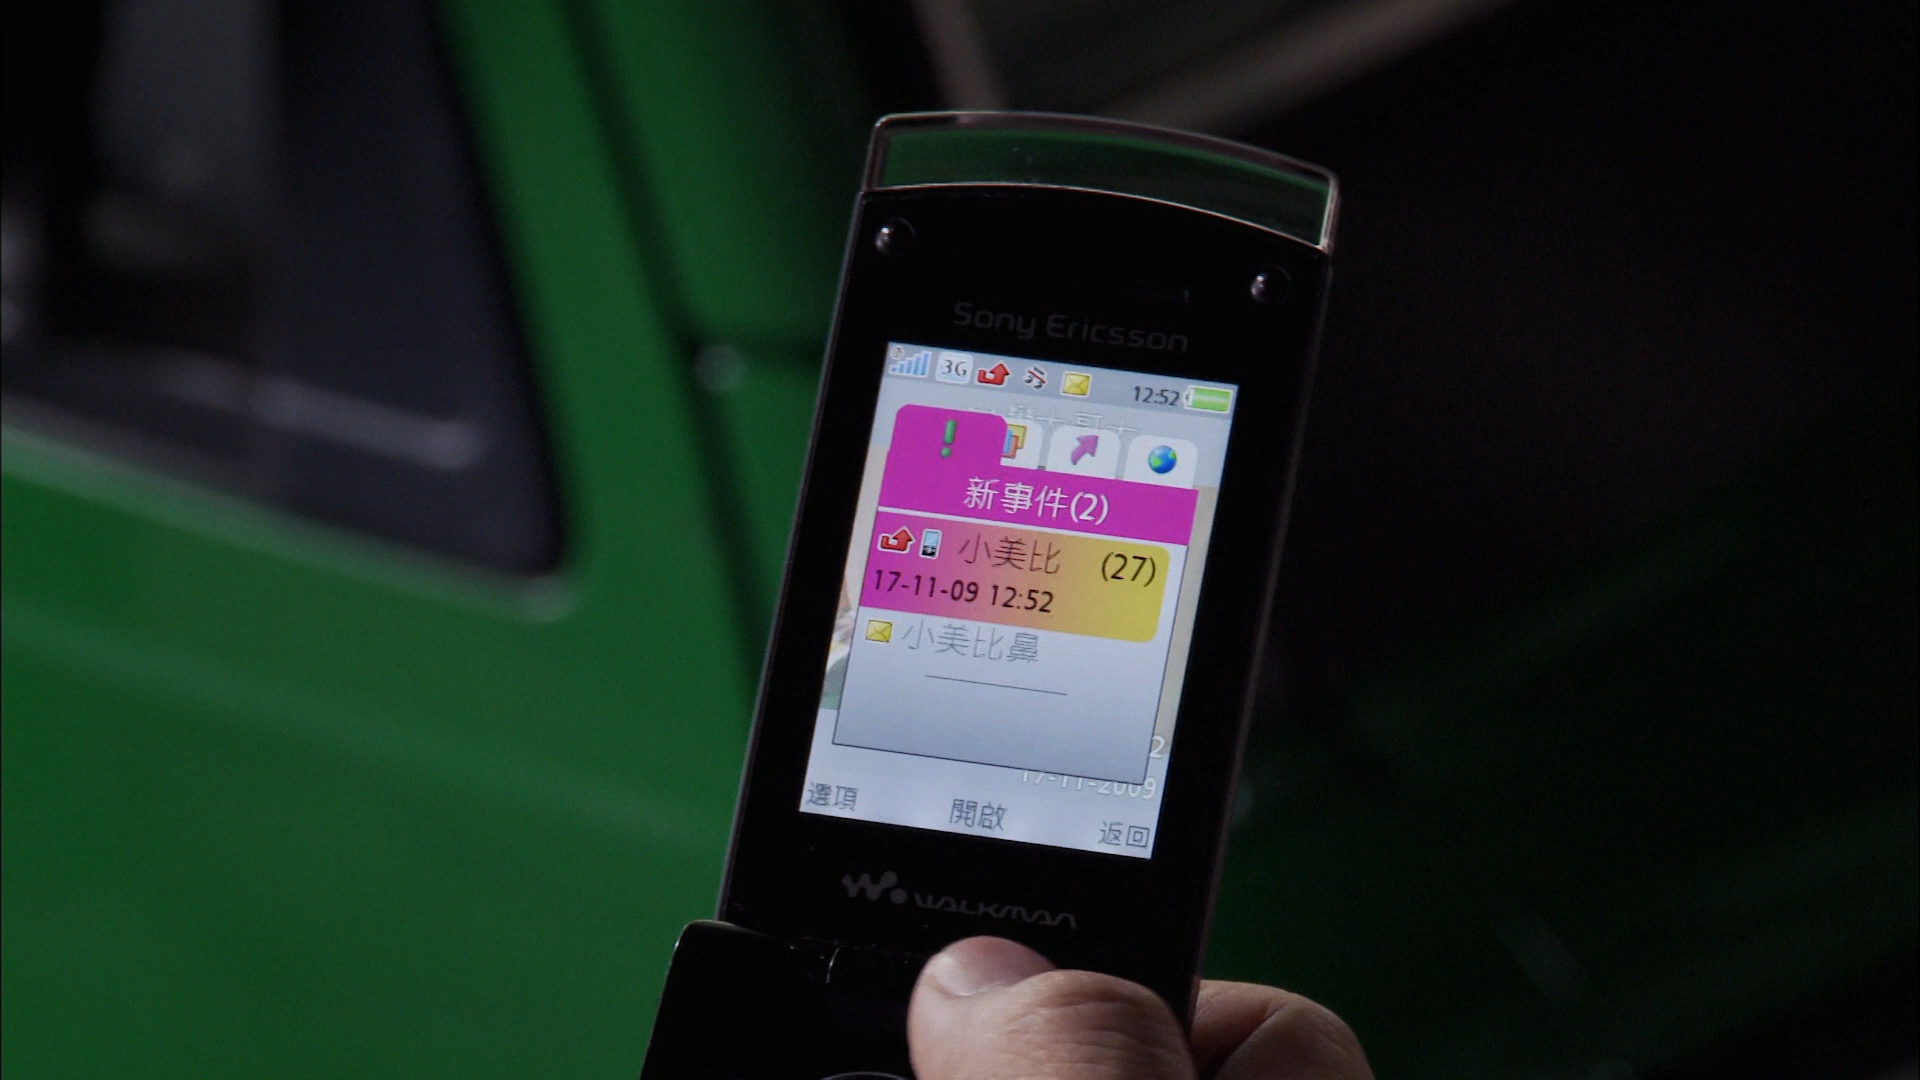 Sony Ericsson
3G 12:52
新事件(2)
小美比 (27)
17-11-09 12:52
小美比鼻
17-11-2009
選項 開啟 返回
WALKMAN